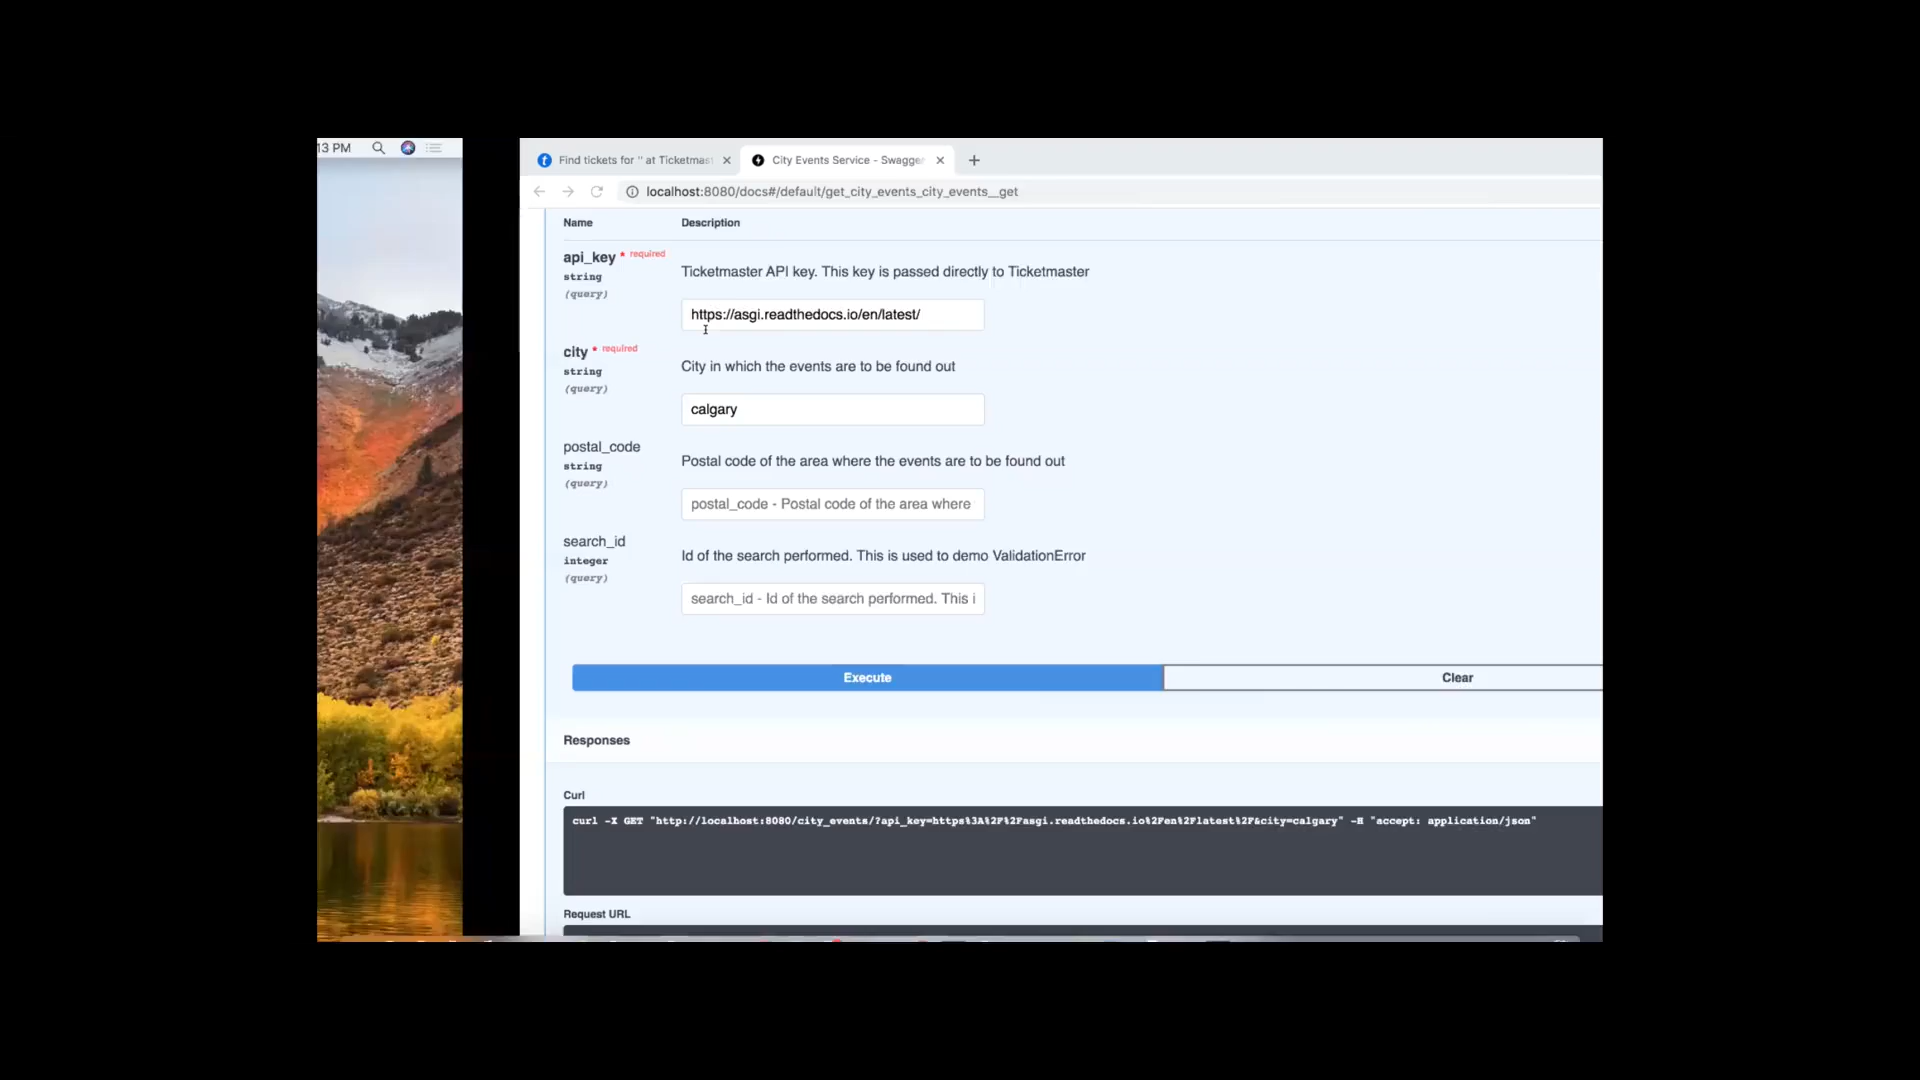 13 PM
Find tickets for '' at Ticketmas
City Events Service - Swagger
localhost:8080/docs#/default/get_city_events_city_events__get
Name Description
api_key * required
string
(query)
Ticketmaster API key. This key is passed directly to Ticketmaster
https://asgi.readthedocs.io/en/latest/
city * required
string
(query)
City in which the events are to be found out
calgary
postal_code
string
(query)
Postal code of the area where the events are to be found out
postal_code - Postal code of the area where
search_id
integer
(query)
Id of the search performed. This is used to demo ValidationError
search_id - Id of the search performed. This i
Execute
Clear
Responses
Curl
curl -X GET "http://localhost:8080/city_events/?api_key=https%3A%2F%2Fasgi.readthedocs.io%2Fen%2Flatest%2F&city=calgary" -H "accept: application/json"
Request URL